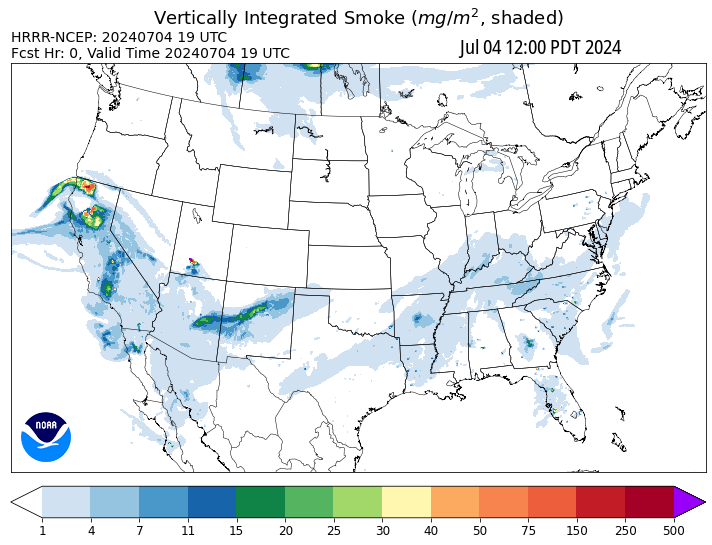 Vertically Integrated Smoke (mg/m², shaded)
HRRR-NCEP: 20240704 19 UTC
Fcst Hr: 0, Valid Time 20240704 19 UTC
Jul 04 12:00 PDT 2024
NOAA
1 4 7 11 15 20 25 30 40 50 75 150 250 500